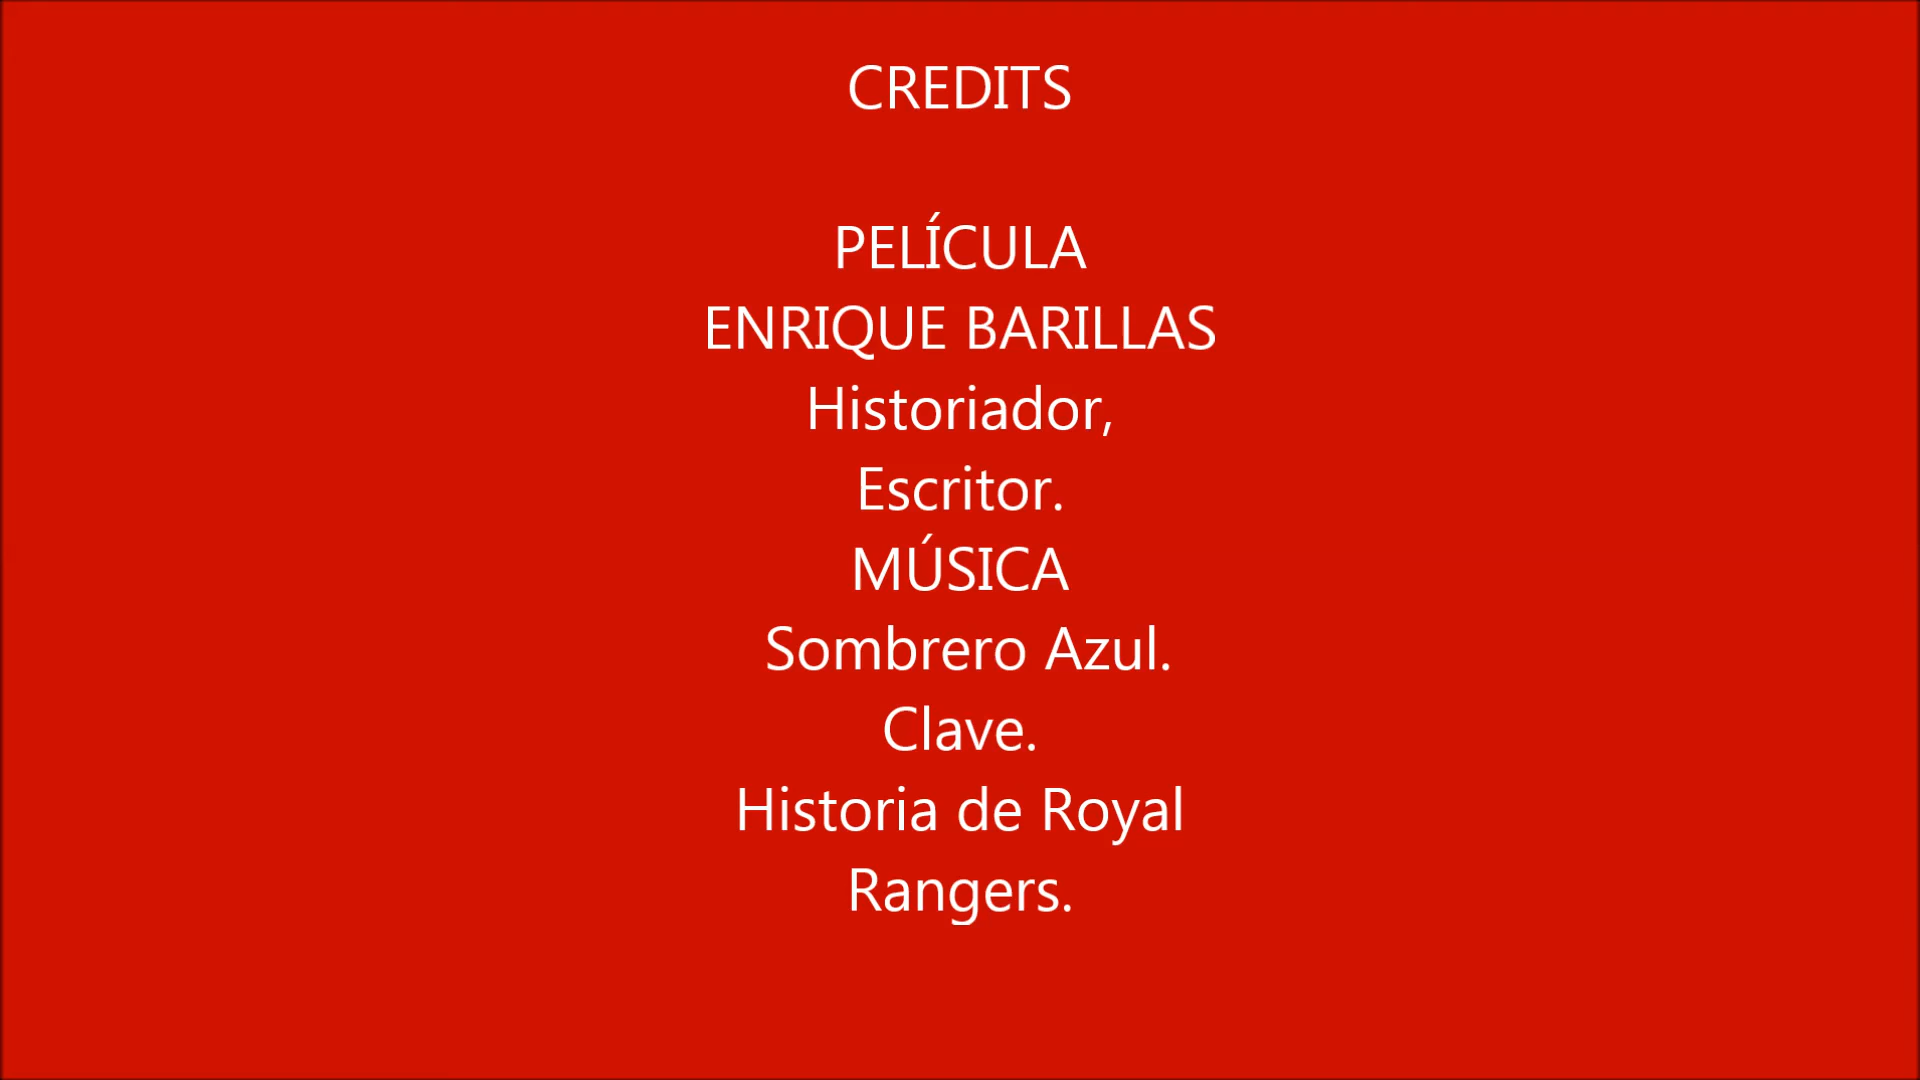 CREDITS
PELÍCULA
ENRIQUE BARILLAS
Historiador,
Escritor.
MÚSICA
Sombrero Azul.
Clave.
Historia de Royal
Rangers.